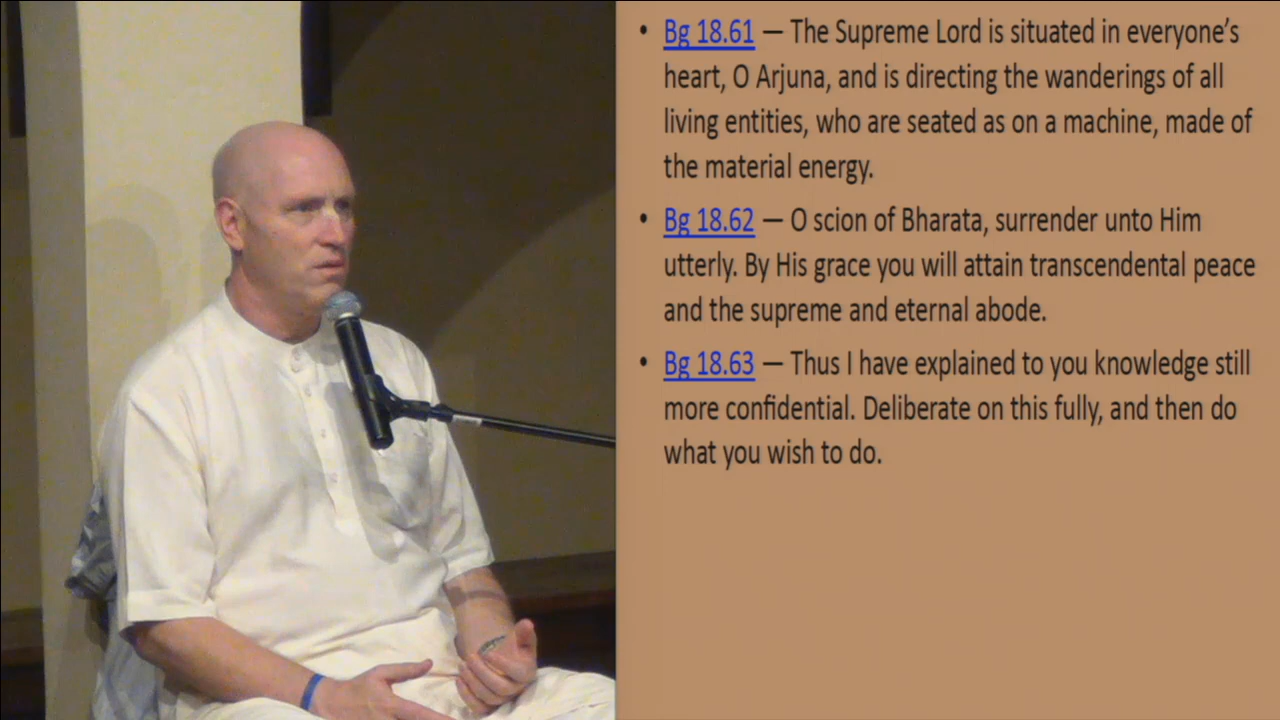 • Bg 18.61 — The Supreme Lord is situated in everyone’s
heart, O Arjuna, and is directing the wanderings of all
living entities, who are seated as on a machine, made of
the material energy.
• Bg 18.62 — O scion of Bharata, surrender unto Him
utterly. By His grace you will attain transcendental peace
and the supreme and eternal abode.
• Bg 18.63 — Thus I have explained to you knowledge still
more confidential. Deliberate on this fully, and then do
what you wish to do.